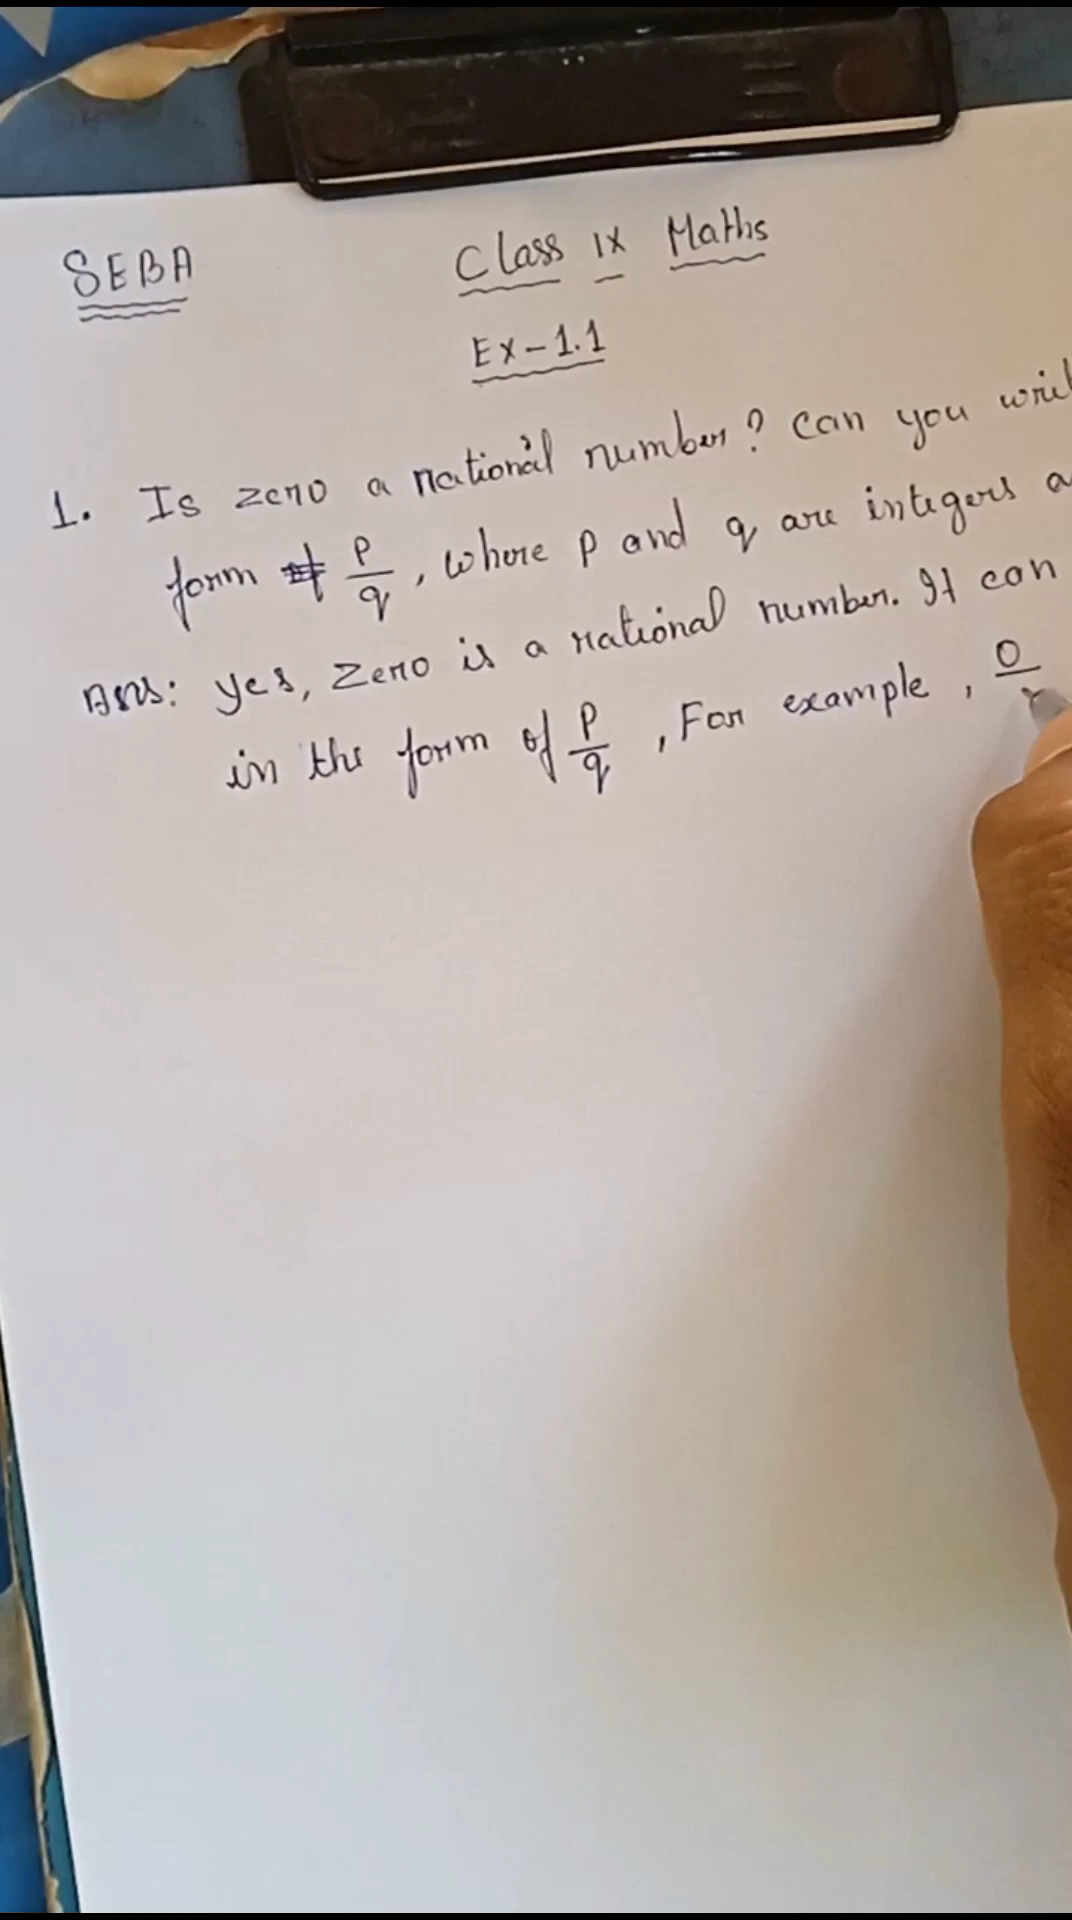 SEBA Class IX Maths
Ex-1.1
1. Is zero a rational number? Can you
form p/q, where p and q are integers
Ans: yes, zero is a rational number. It can
in the form of p/q, For example, 0